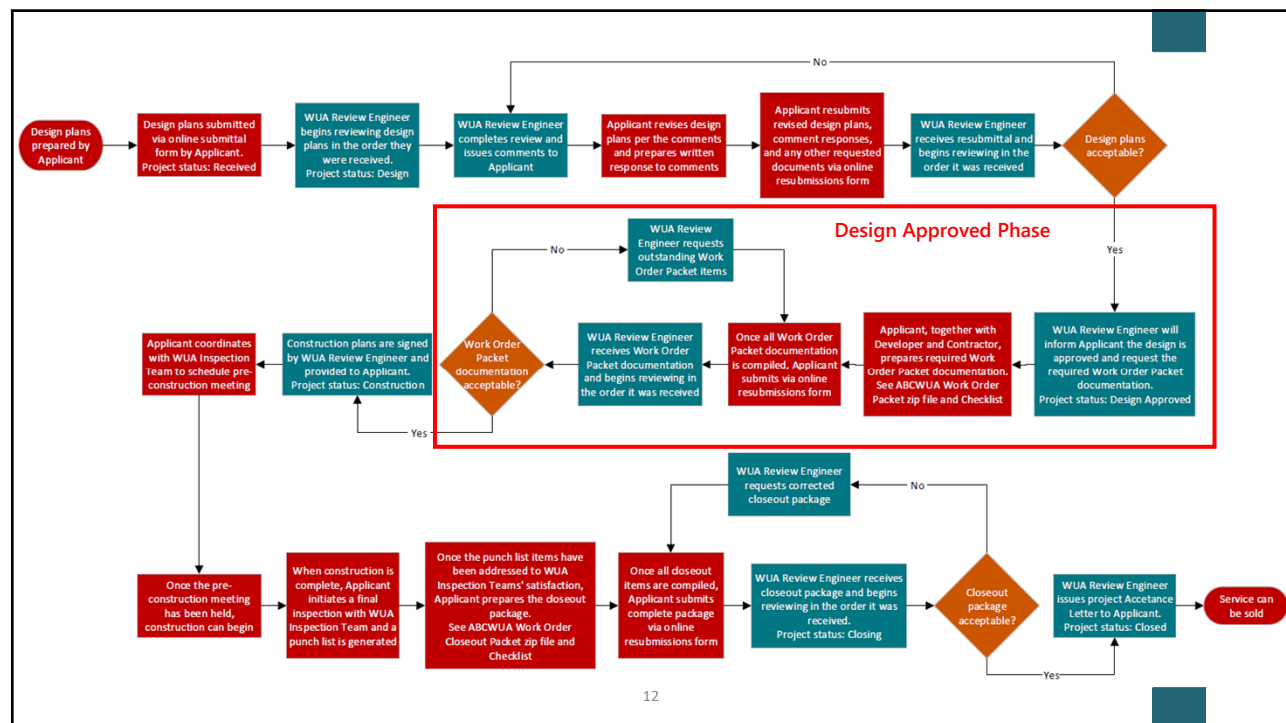 No
Design plans
prepared by
Applicant
Design plans submitted
via online submittal
form by Applicant.
Project status: Received
WUA Review Engineer
begins reviewing design
plans in the order they
were received.
Project status: Design
WUA Review Engineer
completes review and
issues comments to
Applicant
Applicant revises design
plans per the comments
and prepares written
response to comments
Applicant resubmits
revised design plans,
comment responses,
and any other requested
documents via online
resubmissions form
WUA Review Engineer
receives resubmittal and
begins reviewing in the
order it was received
Design plans
acceptable?
Yes
Design Approved Phase
WUA Review Engineer will
inform Applicant the design is
approved and request the
required Work Order Packet
documentation.
Project status: Design Approved
Applicant, together with
Developer and Contractor,
prepares required Work
Order Packet documentation.
See ABCWUA Work Order
Packet zip file and Checklist
Once all Work Order
Packet documentation
is compiled, Applicant
submits via online
resubmissions form
WUA Review Engineer
receives Work Order
Packet documentation
and begins reviewing in
the order it was received
Work Order
Packet
documentation
acceptable?
No
WUA Review
Engineer requests
outstanding Work
Order Packet items
Yes
Construction plans are signed
by WUA Review Engineer and
provided to Applicant.
Project status: Construction
Applicant coordinates
with WUA Inspection
Team to schedule pre-
construction meeting
Once the pre-
construction meeting
has been held,
construction can begin
When construction is
complete, Applicant
initiates a final
inspection with WUA
Inspection Team and a
punch list is generated
Once the punch list items have
been addressed to WUA
Inspection Teams' satisfaction,
Applicant prepares the closeout
package.
See ABCWUA Work Order
Closeout Packet zip file and
Checklist
Once all closeout
items are compiled,
Applicant submits
complete package
via online
resubmissions form
WUA Review Engineer receives
closeout package and begins
reviewing in the order it was
received.
Project status: Closing
Closeout
package
acceptable?
No
WUA Review Engineer
requests corrected
closeout package
Yes
WUA Review Engineer
issues project Accetance
Letter to Applicant.
Project status: Closed
Service can
be sold
12